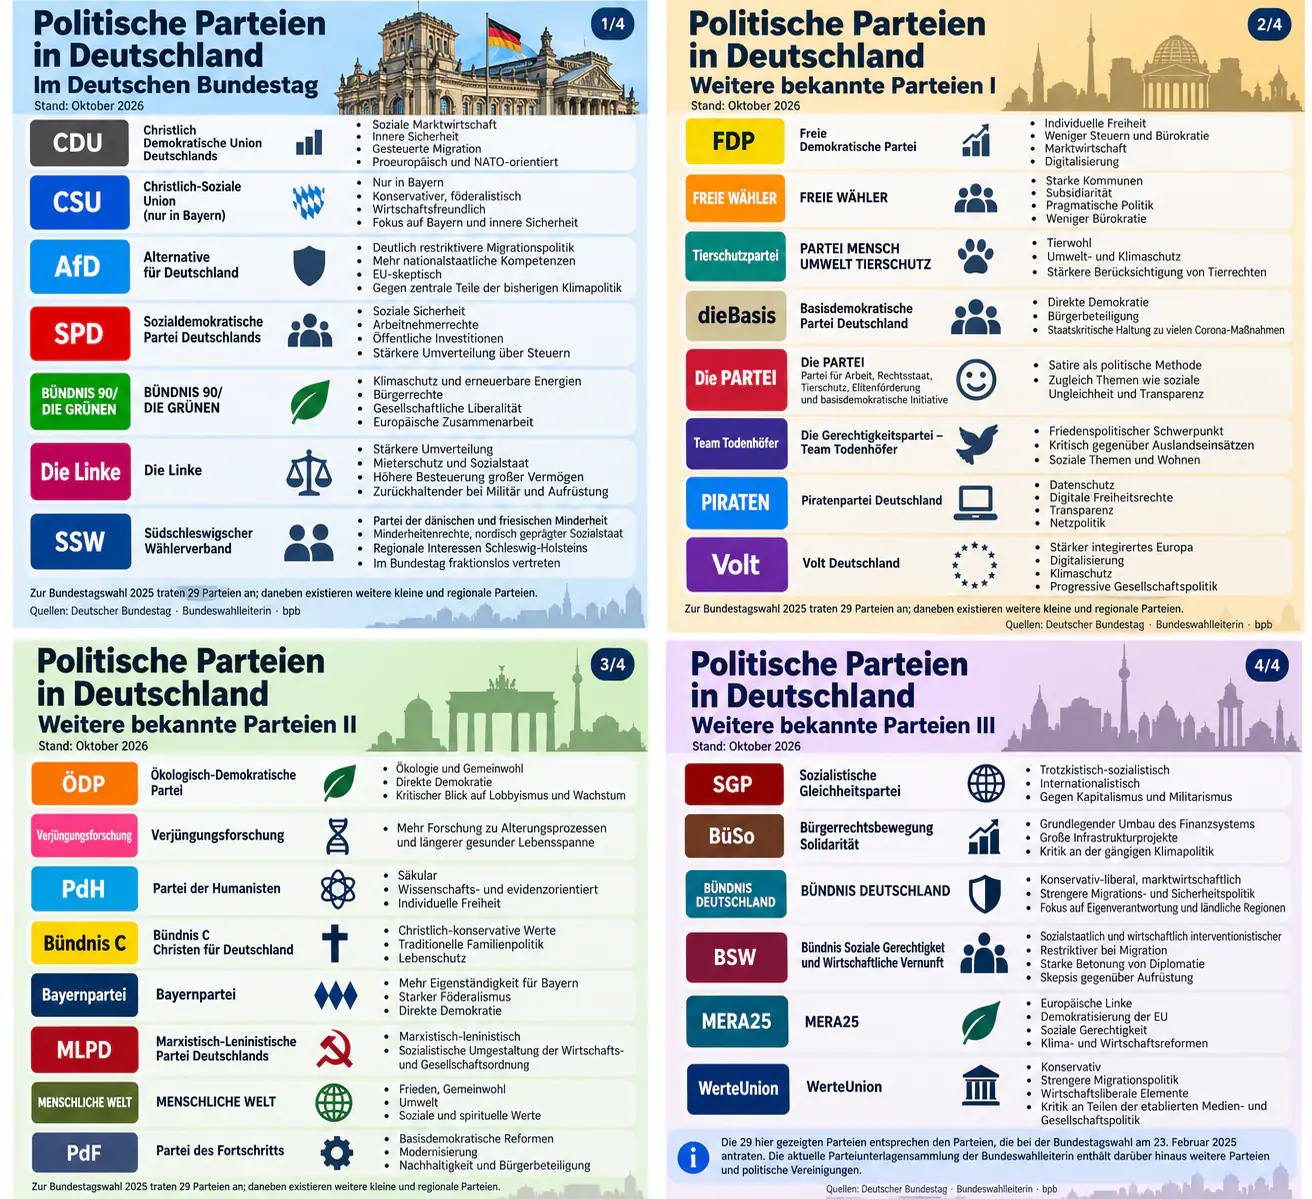 Politische Parteien
in Deutschland
Im Deutschen Bundestag
Stand: Oktober 2026
1/4
CDU
Christlich
Demokratische Union
Deutschlands
• Soziale Marktwirtschaft
• Innere Sicherheit
• Gesteuerte Migration
• Proeuropäisch und NATO-orientiert
CSU
Christlich-Soziale
Union
(nur in Bayern)
• Nur in Bayern
• Konservativer, föderalistisch
• Wirtschaftsfreundlich
• Fokus auf Bayern und innere Sicherheit
AfD
Alternative
für Deutschland
• Deutlich restriktivere Migrationspolitik
• Mehr nationalstaatliche Kompetenzen
• EU-skeptisch
• Gegen zentrale Teile der bisherigen Klimapolitik
SPD
Sozialdemokratische
Partei Deutschlands
• Soziale Sicherheit
• Arbeitnehmerrechte
• Öffentliche Investitionen
• Stärkere Umverteilung über Steuern
BÜNDNIS 90/
DIE GRÜNEN
BÜNDNIS 90/
DIE GRÜNEN
• Klimaschutz und erneuerbare Energien
• Bürgerrechte
• Gesellschaftliche Liberalität
• Europäische Zusammenarbeit
Die Linke
Die Linke
• Stärkere Umverteilung
• Mieterschutz und Sozialstaat
• Höhere Besteuerung großer Vermögen
• Zurückhaltender bei Militär und Aufrüstung
SSW
Südschleswigscher
Wählerverband
• Partei der dänischen und friesischen Minderheit
• Minderheitenrechte, nordisch geprägter Sozialstaat
• Regionale Interessen Schleswig-Holsteins
• Im Bundestag fraktionslos vertreten
Zur Bundestagswahl 2025 traten 29 Parteien an; daneben existieren weitere kleine und regionale Parteien.
Quellen: Deutscher Bundestag · Bundeswahlleiterin · bpb
Politische Parteien
in Deutschland
Weitere bekannte Parteien I
Stand: Oktober 2026
2/4
FDP
Freie
Demokratische Partei
• Individuelle Freiheit
• Weniger Steuern und Bürokratie
• Marktwirtschaft
• Digitalisierung
FREIE WÄHLER
FREIE WÄHLER
• Starke Kommunen
• Subsidiarität
• Pragmatische Politik
• Weniger Bürokratie
Tierschutzpartei
PARTEI MENSCH
UMWELT TIERSCHUTZ
• Tierwohl
• Umwelt- und Klimaschutz
• Stärkere Berücksichtigung von Tierrechten
dieBasis
Basisdemokratische
Partei Deutschland
• Direkte Demokratie
• Bürgerbeteiligung
• Staatskritische Haltung zu vielen Corona-Maßnahmen
Die PARTEI
Die PARTEI
Partei für Arbeit, Rechtsstaat,
Tierschutz, Elitenförderung
und basisdemokratische Initiative
• Satire als politische Methode
• Zugleich Themen wie soziale
Ungleichheit und Transparenz
Team Todenhöfer
Die Gerechtigkeitspartei –
Team Todenhöfer
• Friedenspolitischer Schwerpunkt
• Kritisch gegenüber Auslandseinsätzen
• Soziale Themen und Wohnen
PIRATEN
Piratenpartei Deutschland
• Datenschutz
• Digitale Freiheitsrechte
• Transparenz
• Netzpolitik
Volt
Volt Deutschland
• Stärker integriertes Europa
• Digitalisierung
• Klimaschutz
• Progressive Gesellschaftspolitik
Zur Bundestagswahl 2025 traten 29 Parteien an; daneben existieren weitere kleine und regionale Parteien.
Quellen: Deutscher Bundestag · Bundeswahlleiterin · bpb
Politische Parteien
in Deutschland
Weitere bekannte Parteien II
Stand: Oktober 2026
3/4
ÖDP
Ökologisch-Demokratische
Partei
• Ökologie und Gemeinwohl
• Direkte Demokratie
• Kritischer Blick auf Lobbyismus und Wachstum
Verjüngungsforschung
Verjüngungsforschung
• Mehr Forschung zu Alterungsprozessen
und längerer gesunder Lebensspanne
PdH
Partei der Humanisten
• Säkular
• Wissenschafts- und evidenzorientiert
• Individuelle Freiheit
Bündnis C
Bündnis C
Christen für Deutschland
• Christlich-konservative Werte
• Traditionelle Familienpolitik
• Lebensschutz
Bayernpartei
Bayernpartei
• Mehr Eigenständigkeit für Bayern
• Starker Föderalismus
• Direkte Demokratie
MLPD
Marxistisch-Leninistische
Partei Deutschlands
• Marxistisch-leninistisch
• Sozialistische Umgestaltung der Wirtschafts-
und Gesellschaftsordnung
MENSCHLICHE WELT
MENSCHLICHE WELT
• Frieden, Gemeinwohl
• Umwelt
• Soziale und spirituelle Werte
PdF
Partei des Fortschritts
• Basisdemokratische Reformen
• Modernisierung
• Nachhaltigkeit und Bürgerbeteiligung
Zur Bundestagswahl 2025 traten 29 Parteien an; daneben existieren weitere kleine und regionale Parteien.
Politische Parteien
in Deutschland
Weitere bekannte Parteien III
Stand: Oktober 2026
4/4
SGP
Sozialistische
Gleichheitspartei
• Trotzkistisch-sozialistisch
• Internationalistisch
• Gegen Kapitalismus und Militarismus
BüSo
Bürgerrechtsbewegung
Solidarität
• Grundlegender Umbau des Finanzsystems
• Große Infrastrukturprojekte
• Kritik an der gängigen Klimapolitik
BÜNDNIS
DEUTSCHLAND
BÜNDNIS DEUTSCHLAND
• Konservativ-liberal, marktwirtschaftlich
• Strengere Migrations- und Sicherheitspolitik
• Fokus auf Eigenverantwortung und ländliche Regionen
BSW
Bündnis Soziale Gerechtigket
und Wirtschaftliche Vernunft
• Sozialstaatlich und wirtschaftlich interventionistischer
• Restriktiver bei Migration
• Starke Betonung von Diplomatie
• Skepsis gegenüber Aufrüstung
MERA25
MERA25
• Europäische Linke
• Demokratisierung der EU
• Soziale Gerechtigkeit
• Klima- und Wirtschaftsreformen
WerteUnion
WerteUnion
• Konservativ
• Strengere Migrationspolitik
• Wirtschaftsliberale Elemente
• Kritik an Teilen der etablierten Medien- und
Gesellschaftspolitik
Die 29 hier gezeigten Parteien entsprechen den Parteien, die bei der Bundestagswahl am 23. Februar 2025
antraten. Die aktuelle Parteiunterlagensammlung der Bundeswahlleiterin enthält darüber hinaus weitere Parteien
und politische Vereinigungen.
Quellen: Deutscher Bundestag · Bundeswahlleiterin · bpb